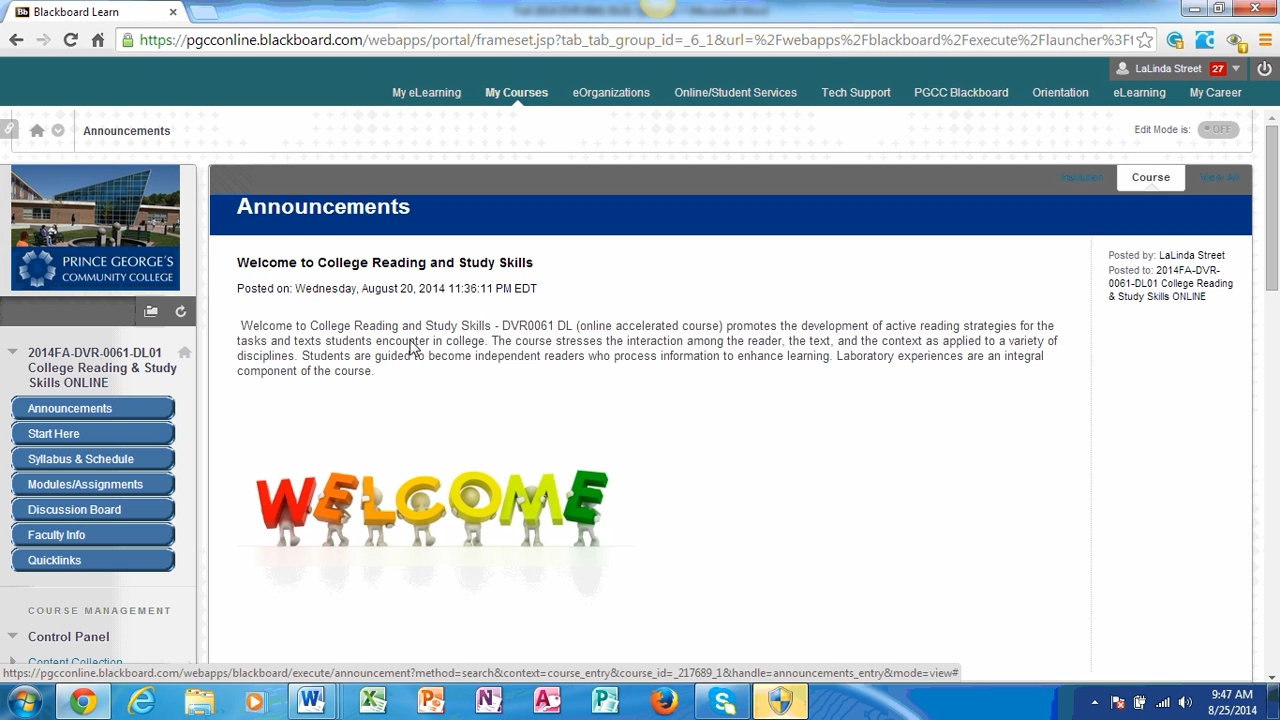 Blackboard Learn
https://pgcconline.blackboard.com/webapps/portal/frameset.jsp?tab_tab_group_id=_6_1&url=%2Fwebapps%2Fblackboard%2Fexecute%2Flauncher%3Ft
LaLinda Street 27
My eLearning My Courses eOrganizations Online/Student Services Tech Support PGCC Blackboard Orientation eLearning My Career
Announcements
Edit Mode is: OFF
Institution Course View All
PRINCE GEORGE'S
COMMUNITY COLLEGE
2014FA-DVR-0061-DL01
College Reading & Study
Skills ONLINE
Announcements
Start Here
Syllabus & Schedule
Modules/Assignments
Discussion Board
Faculty Info
Quicklinks
COURSE MANAGEMENT
Control Panel
Content Collection
Announcements
Welcome to College Reading and Study Skills
Posted on: Wednesday, August 20, 2014 11:36:11 PM EDT
Welcome to College Reading and Study Skills - DVR0061 DL (online accelerated course) promotes the development of active reading strategies for the
tasks and texts students encounter in college. The course stresses the interaction among the reader, the text, and the context as applied to a variety of
disciplines. Students are guided to become independent readers who process information to enhance learning. Laboratory experiences are an integral
component of the course.
WELCOME
Posted by: LaLinda Street
Posted to: 2014FA-DVR-
0061-DL01 College Reading
& Study Skills ONLINE
https://pgcconline.blackboard.com/webapps/blackboard/execute/announcement?method=search&context=course_entry&course_id=_217689_1&handle=announcements_entry&mode=view#
9:47 AM
8/25/2014